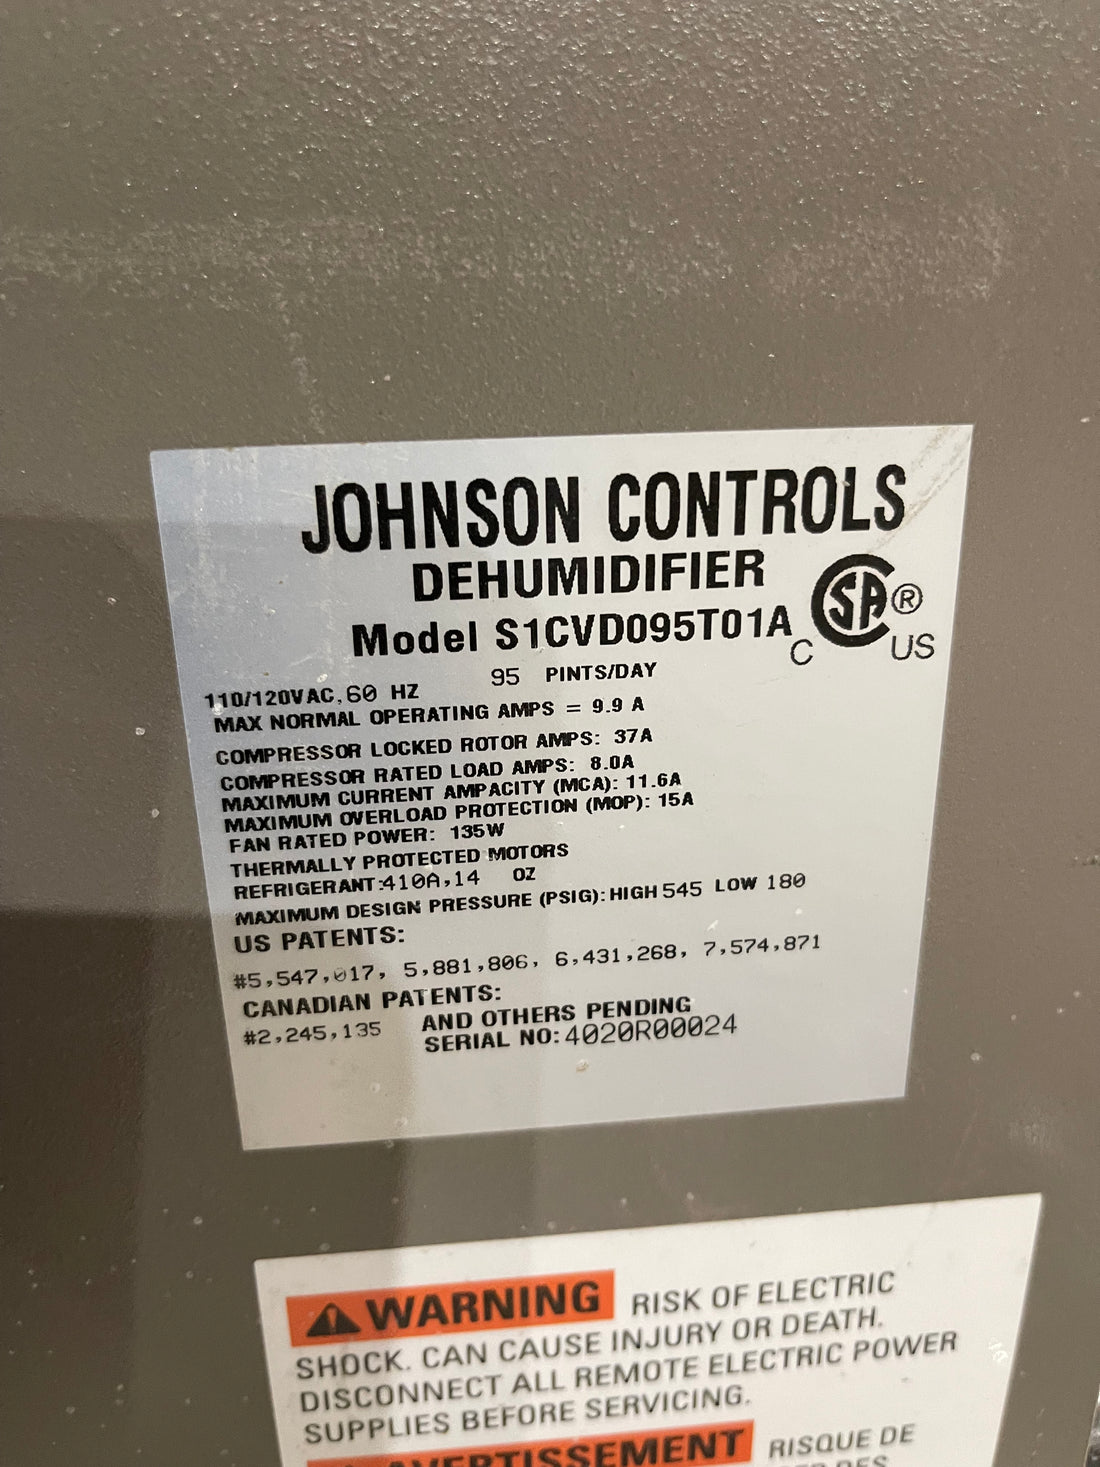 JOHNSON CONTROLS
DEHUMIDIFIER
Model S1CVD095T01A
C SA ® US
110/120VAC, 60 HZ 95 PINTS/DAY
MAX NORMAL OPERATING AMPS = 9.9 A
COMPRESSOR LOCKED ROTOR AMPS: 37A
COMPRESSOR RATED LOAD AMPS: 8.0A
MAXIMUM CURRENT AMPACITY (MCA): 11.6A
MAXIMUM OVERLOAD PROTECTION (MOP): 15A
FAN RATED POWER: 135W
THERMALLY PROTECTED MOTORS
REFRIGERANT:410A,14 OZ
MAXIMUM DESIGN PRESSURE (PSIG): HIGH 545 LOW 180
US PATENTS:
#5,547,017, 5,881,806, 6,431,268, 7,574,871
CANADIAN PATENTS:
#2,245,135 AND OTHERS PENDING
SERIAL NO: 4020R00024
WARNING RISK OF ELECTRIC
SHOCK. CAN CAUSE INJURY OR DEATH.
DISCONNECT ALL REMOTE ELECTRIC POWER
SUPPLIES BEFORE SERVICING.
AVERTISSEMENT RISQUE DE